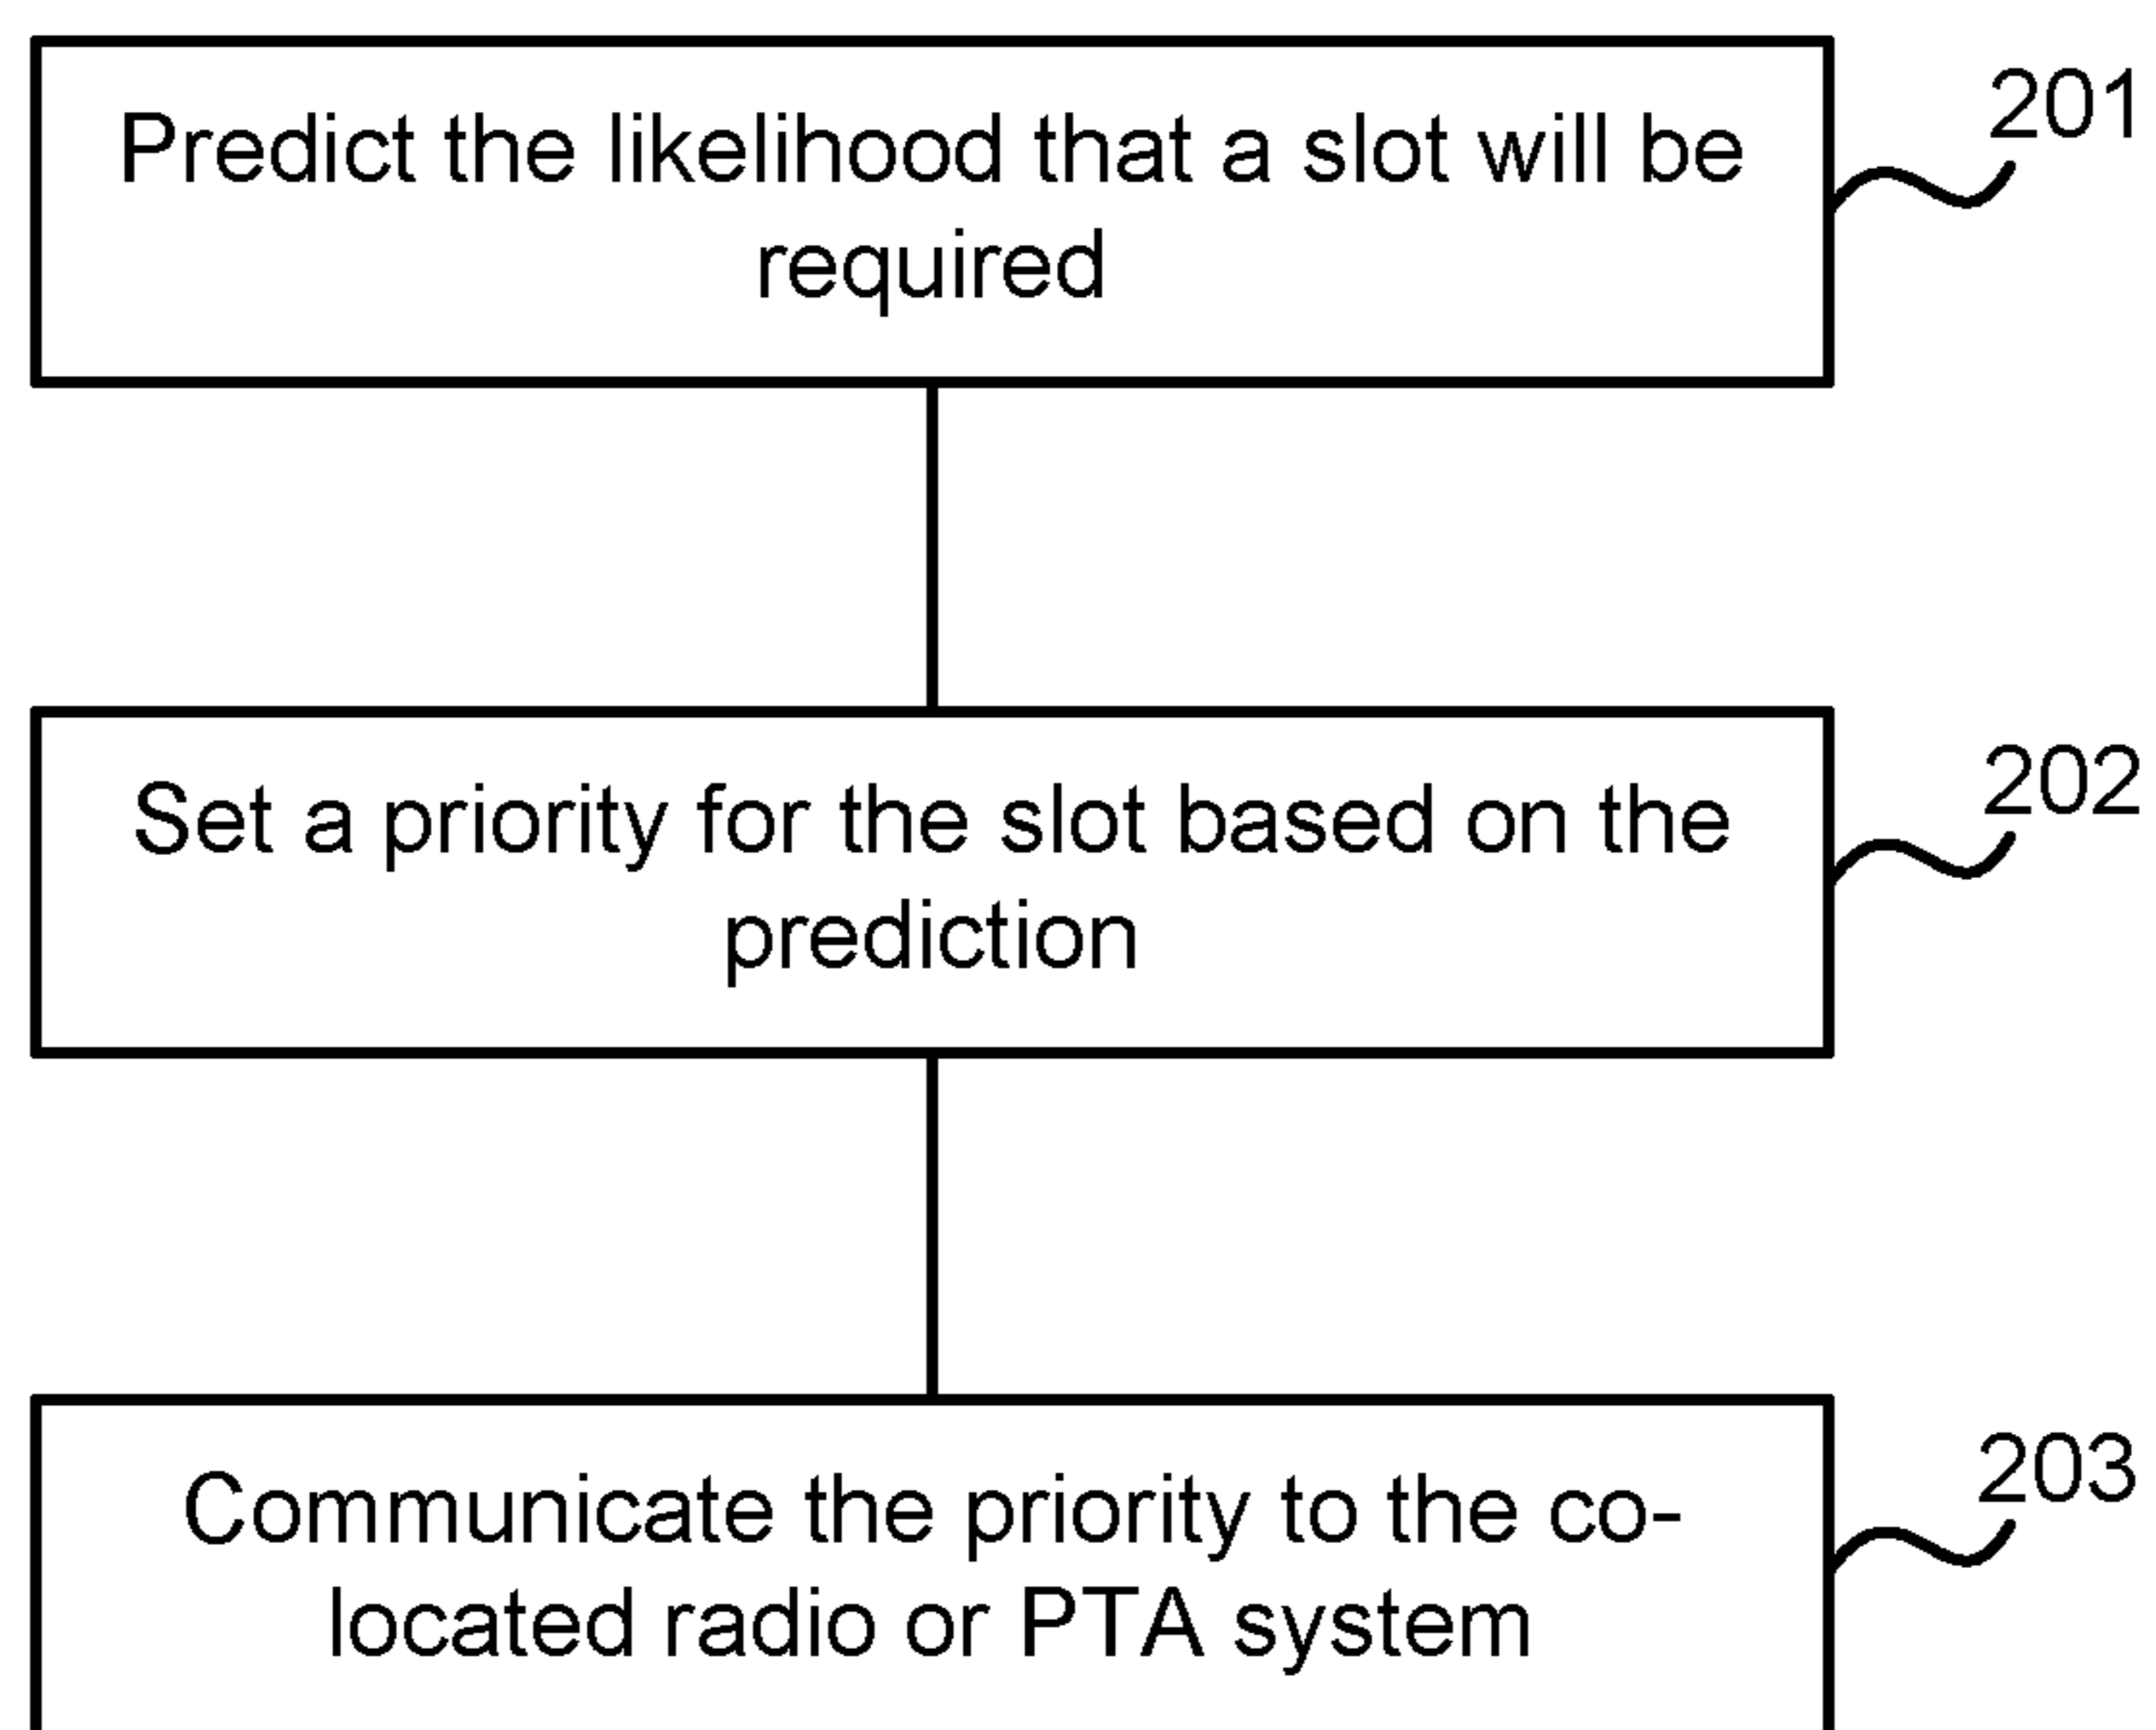 Predict the likelihood that a slot will be
required
201
Set a priority for the slot based on the
prediction
202
Communicate the priority to the co-
located radio or PTA system
203